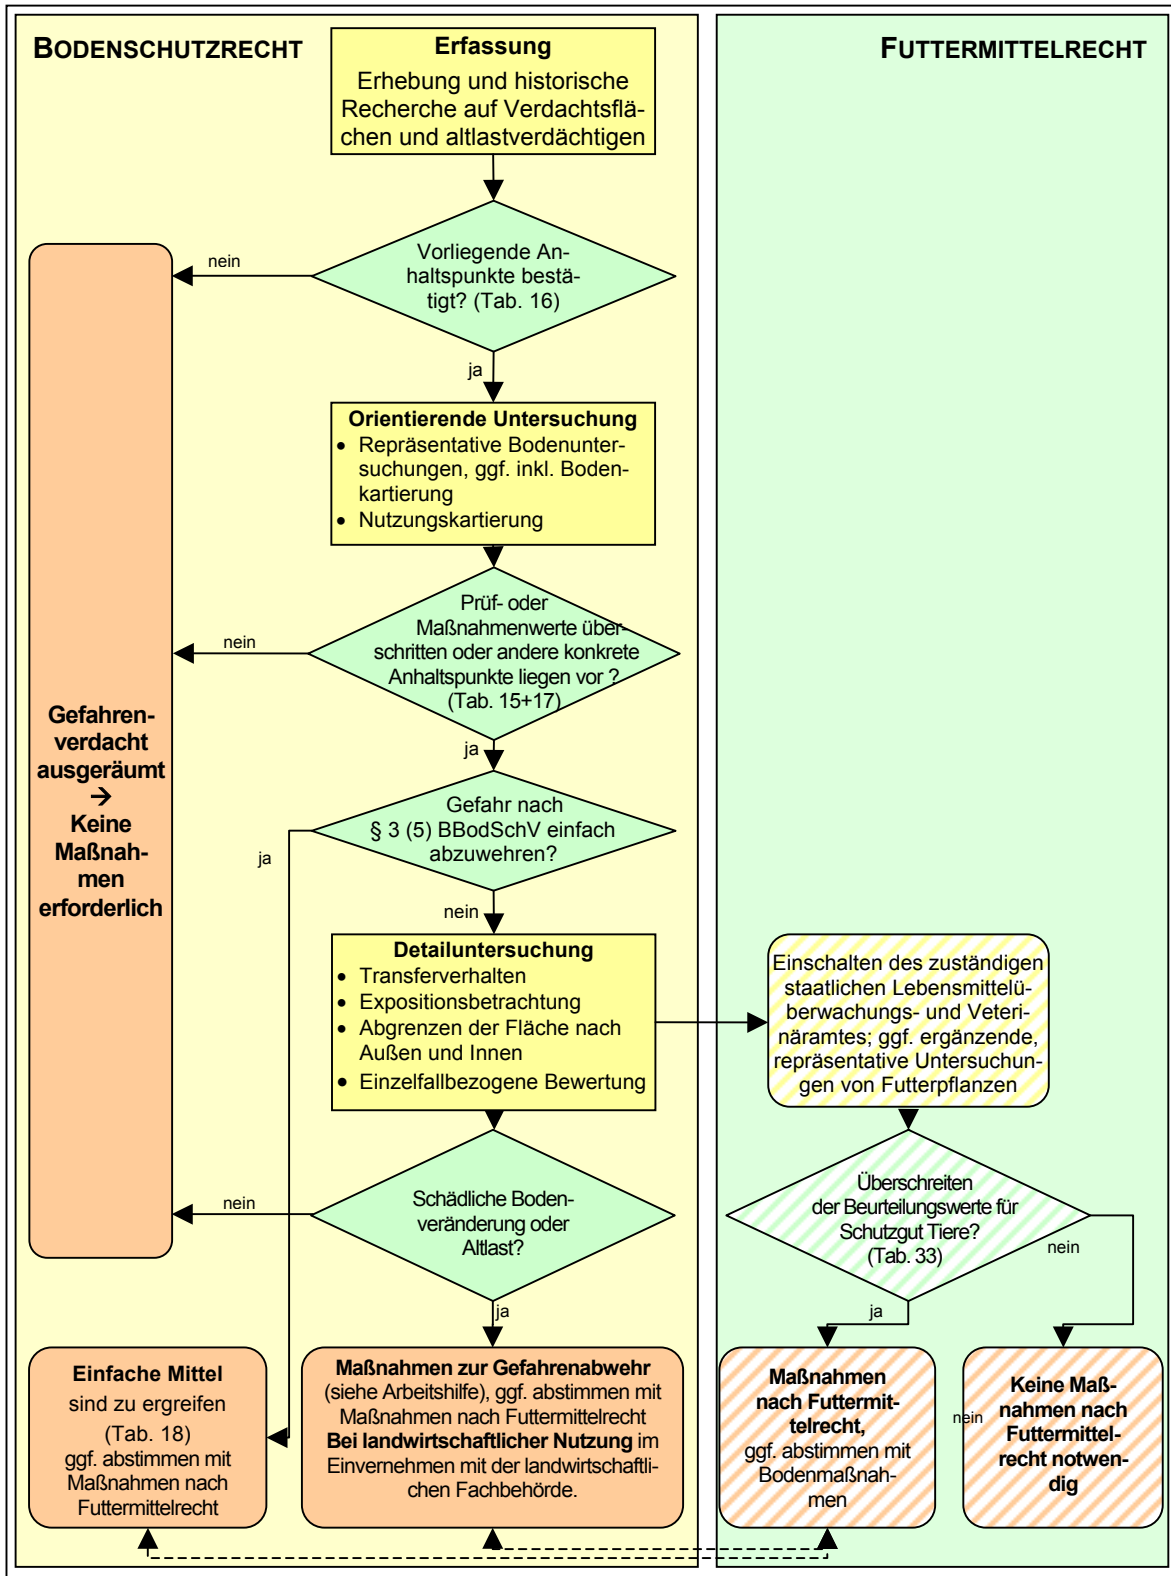 BODENSCHUTZRECHT
FUTTERMITTELRECHT
Erfassung
Erhebung und historische
Recherche auf Verdachtsflä-
chen und altlastverdächtigen
Vorliegende An-
haltspunkte bestä-
tigt? (Tab. 16)
nein
ja
Orientierende Untersuchung
• Repräsentative Bodenunter-
suchungen, ggf. inkl. Boden-
kartierung
• Nutzungskartierung
Prüf- oder
Maßnahmenwerte über-
schritten oder andere konkrete
Anhaltspunkte liegen vor ?
(Tab. 15+17)
nein
ja
Gefahren-
verdacht
ausgeräumt
→
Keine
Maßnah-
men
erforderlich
Gefahr nach
§ 3 (5) BBodSchV einfach
abzuwehren?
ja
nein
Detailuntersuchung
• Transferverhalten
• Expositionsbetrachtung
• Abgrenzen der Fläche nach
Außen und Innen
• Einzelfallbezogene Bewertung
Einschalten des zuständigen
staatlichen Lebensmittelü-
berwachungs- und Veteri-
näramtes; ggf. ergänzende,
repräsentative Untersuchun-
gen von Futterpflanzen
Schädliche Boden-
veränderung oder
Altlast?
nein
ja
Überschreiten
der Beurteilungswerte für
Schutzgut Tiere?
(Tab. 33)
nein
ja
Einfache Mittel
sind zu ergreifen
(Tab. 18)
ggf. abstimmen mit
Maßnahmen nach
Futtermittelrecht
Maßnahmen zur Gefahrenabwehr
(siehe Arbeitshilfe), ggf. abstimmen mit
Maßnahmen nach Futtermittelrecht
Bei landwirtschaftlicher Nutzung im
Einvernehmen mit der landwirtschaftli-
chen Fachbehörde.
Maßnahmen
nach Futtermit-
telrecht,
ggf. abstimmen mit
Bodenmaßnah-
men
nein
Keine Maß-
nahmen nach
Futtermittel-
recht notwen-
dig